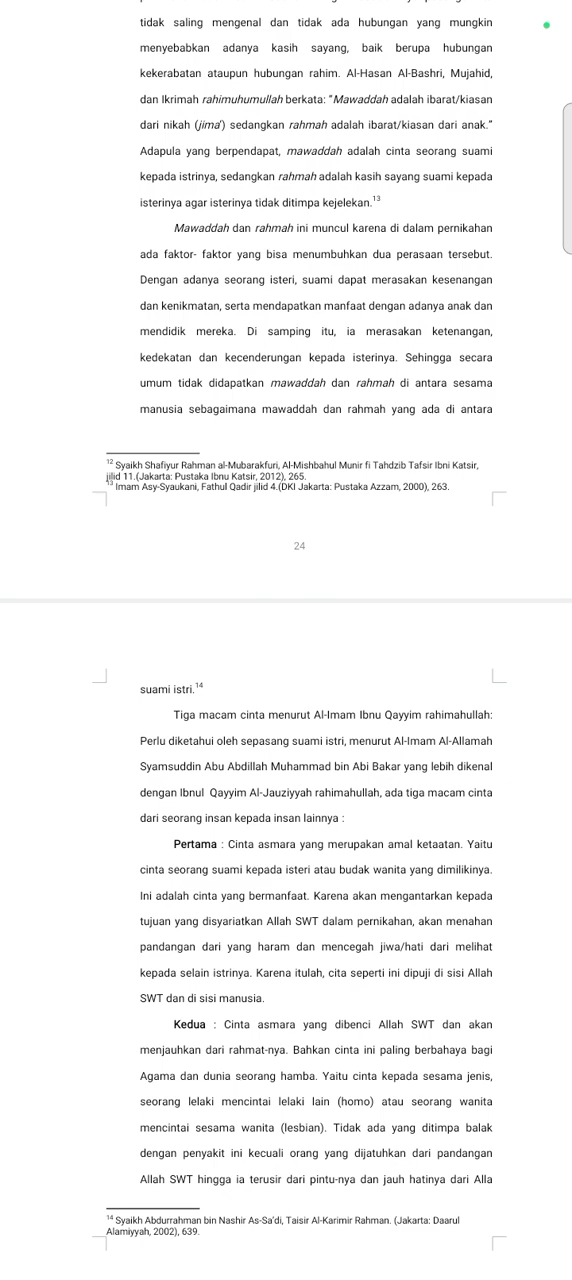 tidak saling mengenal dan tidak ada hubungan yang mungkin
menyebabkan adanya kasih sayang, baik berupa hubungan
kekerabatan ataupun hubungan rahim. Al-Hasan Al-Bashri, Mujahid,
dan Ikrimah rahimuhumullah berkata: “Mawaddah adalah ibarat/kiasan
dari nikah (jima’) sedangkan rahmah adalah ibarat/kiasan dari anak.”
Adapula yang berpendapat, mawaddah adalah cinta seorang suami
kepada istrinya, sedangkan rahmah adalah kasih sayang suami kepada
isterinya agar isterinya tidak ditimpa kejelekan.13
Mawaddah dan rahmah ini muncul karena di dalam pernikahan
ada faktor- faktor yang bisa menumbuhkan dua perasaan tersebut.
Dengan adanya seorang isteri, suami dapat merasakan kesenangan
dan kenikmatan, serta mendapatkan manfaat dengan adanya anak dan
mendidik mereka. Di samping itu, ia merasakan ketenangan,
kedekatan dan kecenderungan kepada isterinya. Sehingga secara
umum tidak didapatkan mawaddah dan rahmah di antara sesama
manusia sebagaimana mawaddah dan rahmah yang ada di antara
12 Syaikh Shafiyur Rahman al-Mubarakfuri, Al-Mishbahul Munir fi Tahdzib Tafsir Ibni Katsir,
jilid 11.(Jakarta: Pustaka Ibnu Katsir, 2012), 265.
13 Imam Asy-Syaukani, Fathul Qadir jilid 4.(DKI Jakarta: Pustaka Azzam, 2000), 263.
24
suami istri.14
Tiga macam cinta menurut Al-Imam Ibnu Qayyim rahimahullah:
Perlu diketahui oleh sepasang suami istri, menurut Al-Imam Al-Allamah
Syamsuddin Abu Abdillah Muhammad bin Abi Bakar yang lebih dikenal
dengan Ibnul Qayyim Al-Jauziyyah rahimahullah, ada tiga macam cinta
dari seorang insan kepada insan lainnya :
Pertama : Cinta asmara yang merupakan amal ketaatan. Yaitu
cinta seorang suami kepada isteri atau budak wanita yang dimilikinya.
Ini adalah cinta yang bermanfaat. Karena akan mengantarkan kepada
tujuan yang disyariatkan Allah SWT dalam pernikahan, akan menahan
pandangan dari yang haram dan mencegah jiwa/hati dari melihat
kepada selain istrinya. Karena itulah, cita seperti ini dipuji di sisi Allah
SWT dan di sisi manusia.
Kedua : Cinta asmara yang dibenci Allah SWT dan akan
menjauhkan dari rahmat-nya. Bahkan cinta ini paling berbahaya bagi
Agama dan dunia seorang hamba. Yaitu cinta kepada sesama jenis,
seorang lelaki mencintai lelaki lain (homo) atau seorang wanita
mencintai sesama wanita (lesbian). Tidak ada yang ditimpa balak
dengan penyakit ini kecuali orang yang dijatuhkan dari pandangan
Allah SWT hingga ia terusir dari pintu-nya dan jauh hatinya dari Alla
14 Syaikh Abdurrahman bin Nashir As-Sa’di, Taisir Al-Karimir Rahman. (Jakarta: Daarul
Alamiyyah, 2002), 639.